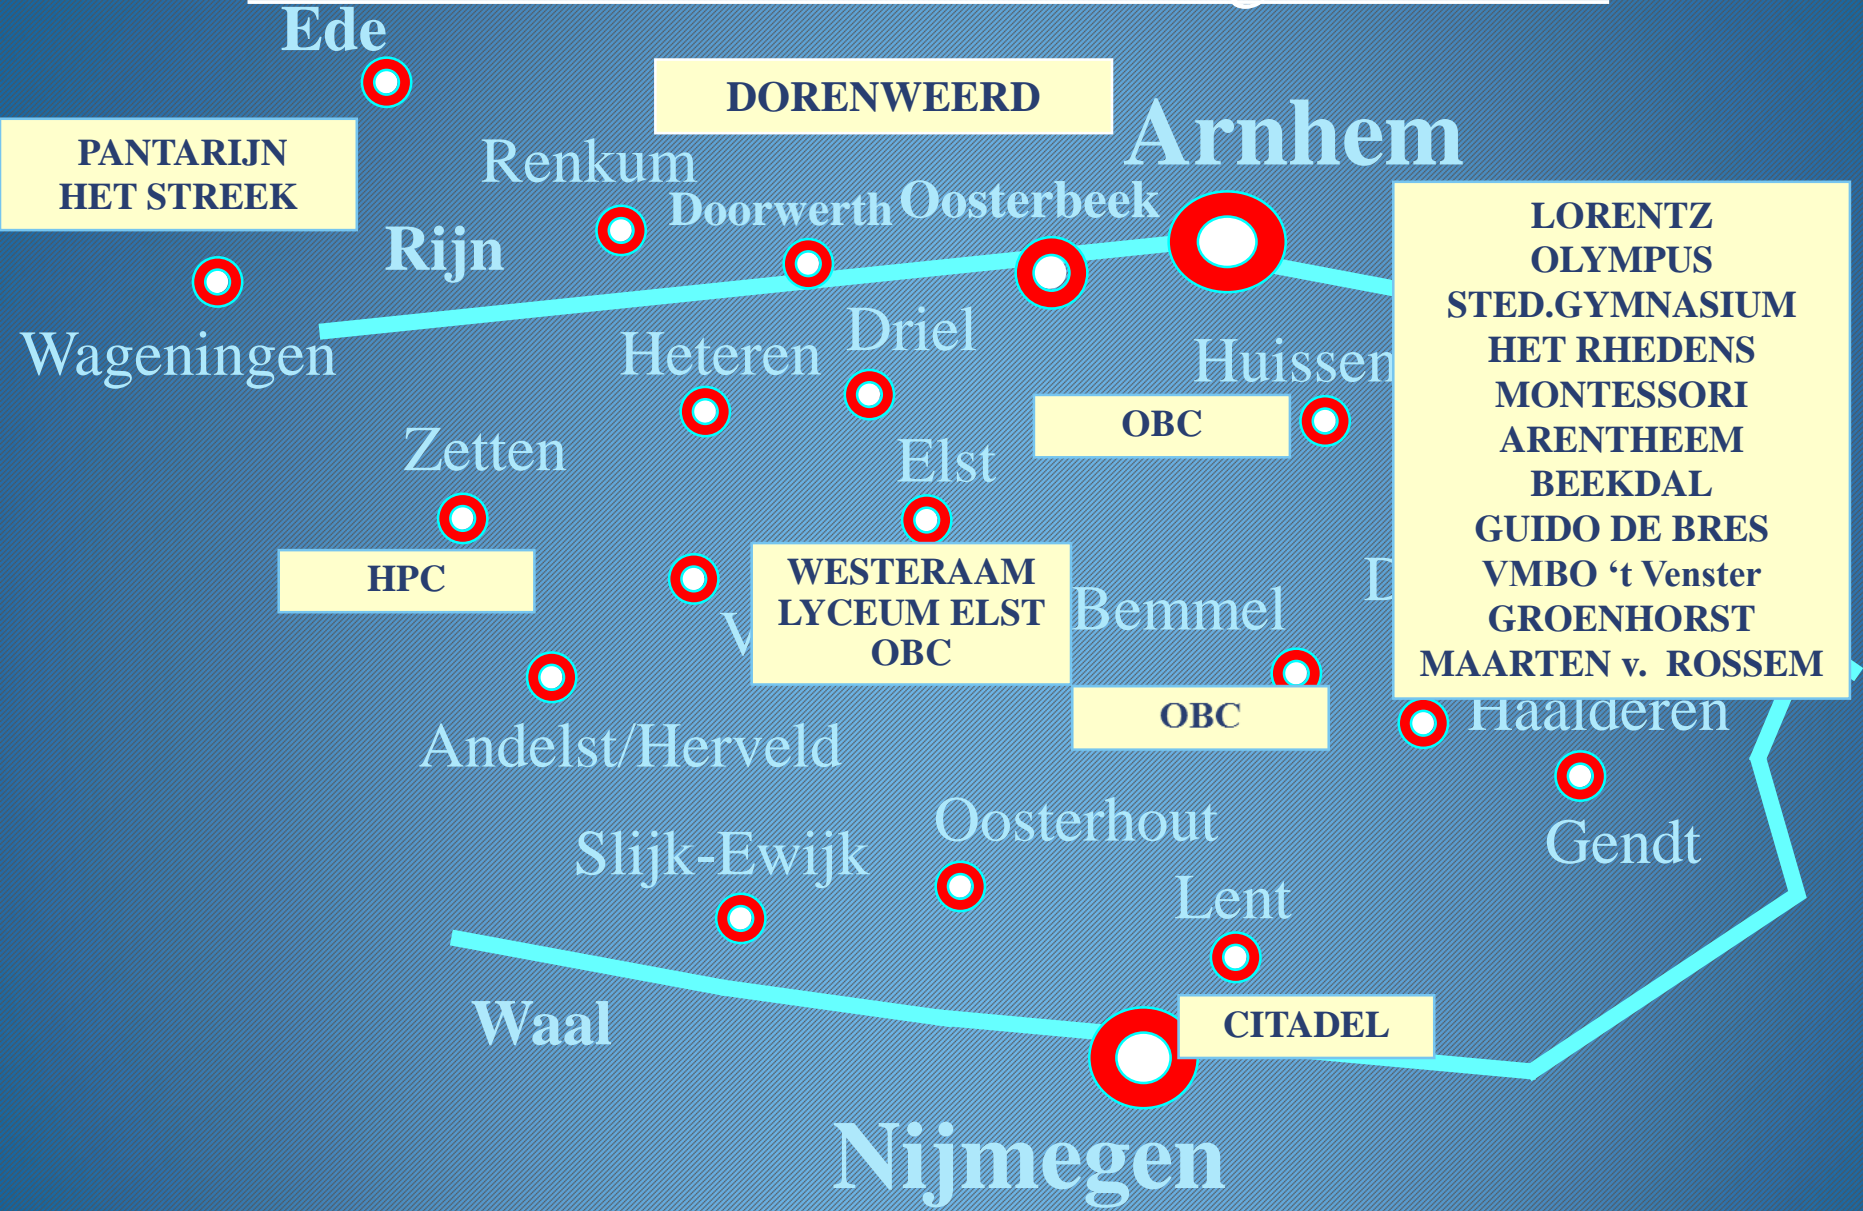 Ede
DORENWEERD
Arnhem
PANTARIJN
HET STREEK
Renkum
Doorwerth
Oosterbeek
Rijn
LORENTZ
OLYMPUS
STED.GYMNASIUM
HET RHEDENS
MONTESSORI
ARENTHEEM
BEEKDAL
GUIDO DE BRES
VMBO ‘t Venster
GROENHORST
MAARTEN v. ROSSEM
Wageningen
Heteren
Driel
Huissen
OBC
Zetten
Elst
HPC
WESTERAAM
LYCEUM ELST
OBC
Bemmel
OBC
Haalderen
Andelst/Herveld
Oosterhout
Slijk-Ewijk
Gendt
Lent
Waal
CITADEL
Nijmegen